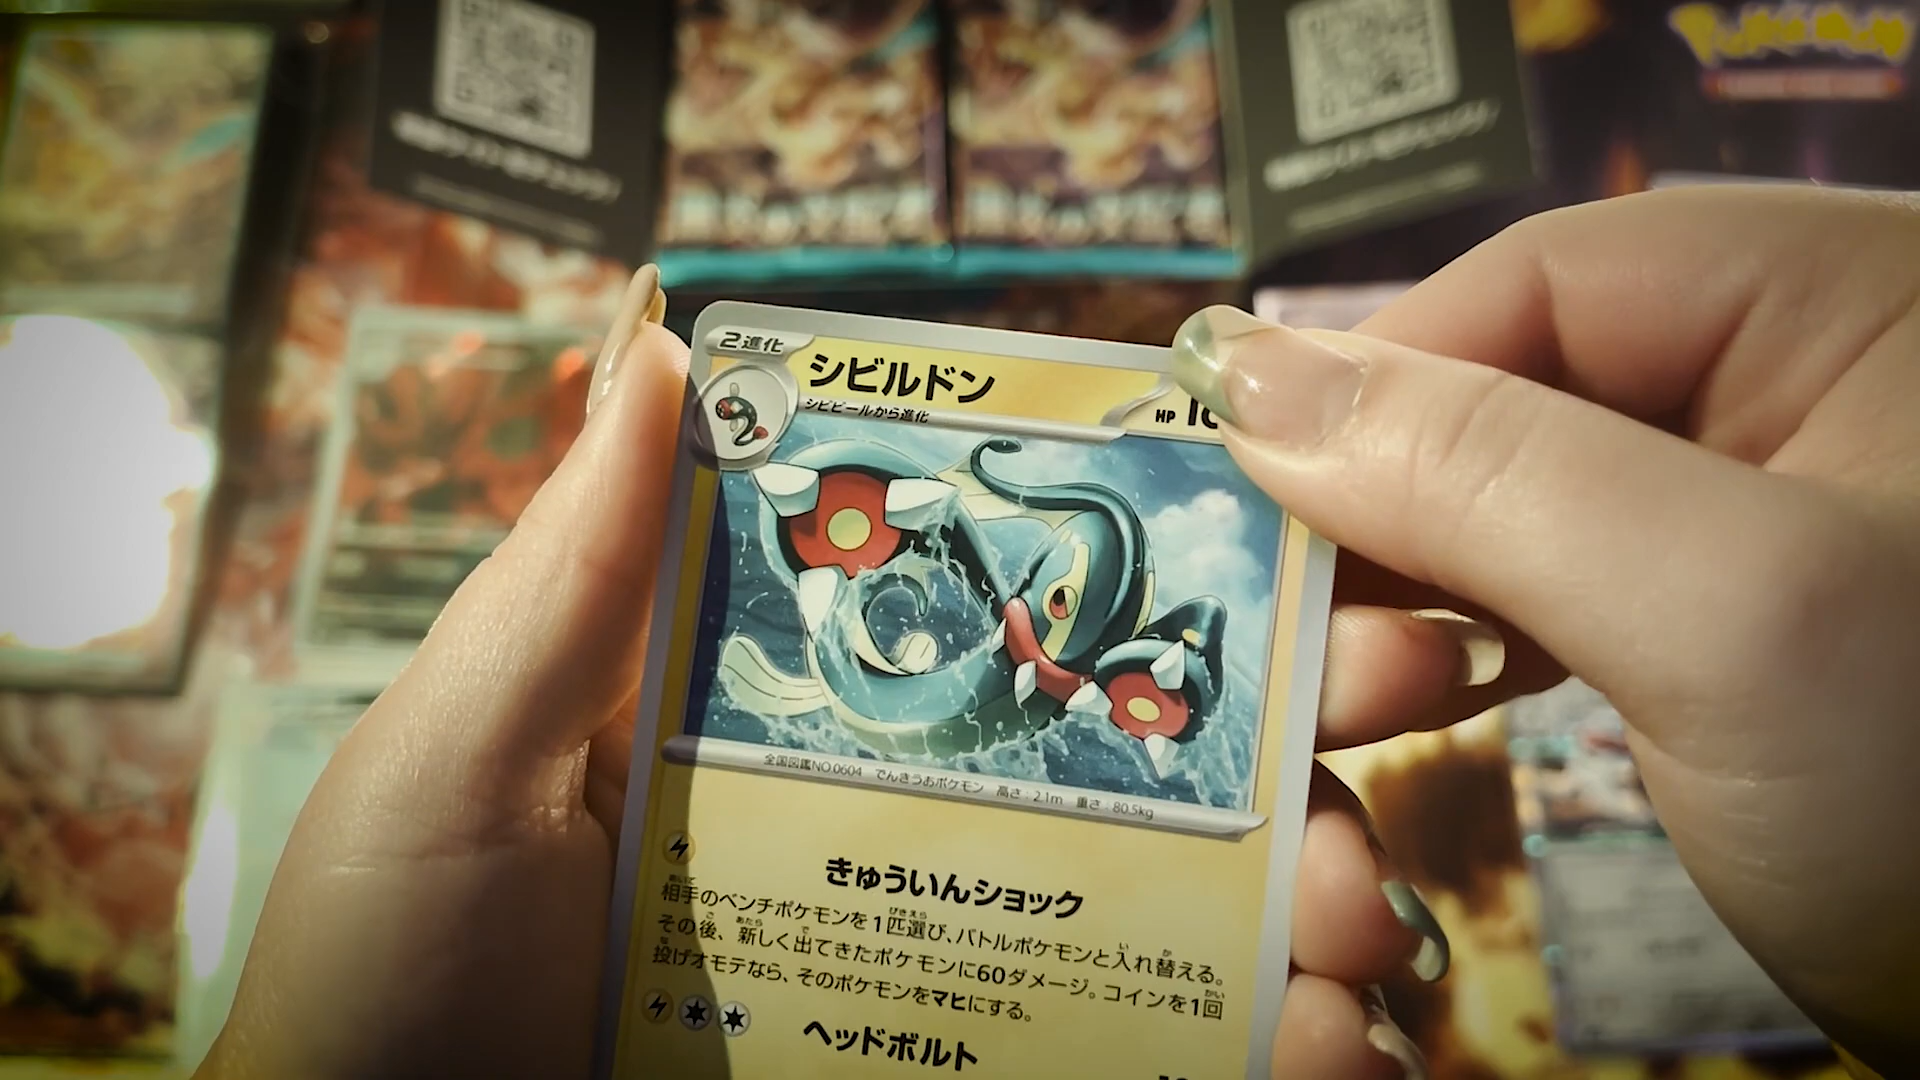 Pokémon
2進化
シビルドン
シビビールから進化
HP
全国図鑑NO.0604 でんきうおポケモン 高さ:2.1m 重さ:80.5kg
きゅういんショック
相手のベンチポケモンを1匹選び、バトルポケモンと入れ替える。
その後、新しく出てきたポケモンに60ダメージ。コインを1回
投げオモテなら、そのポケモンをマヒにする。
ヘッドボルト